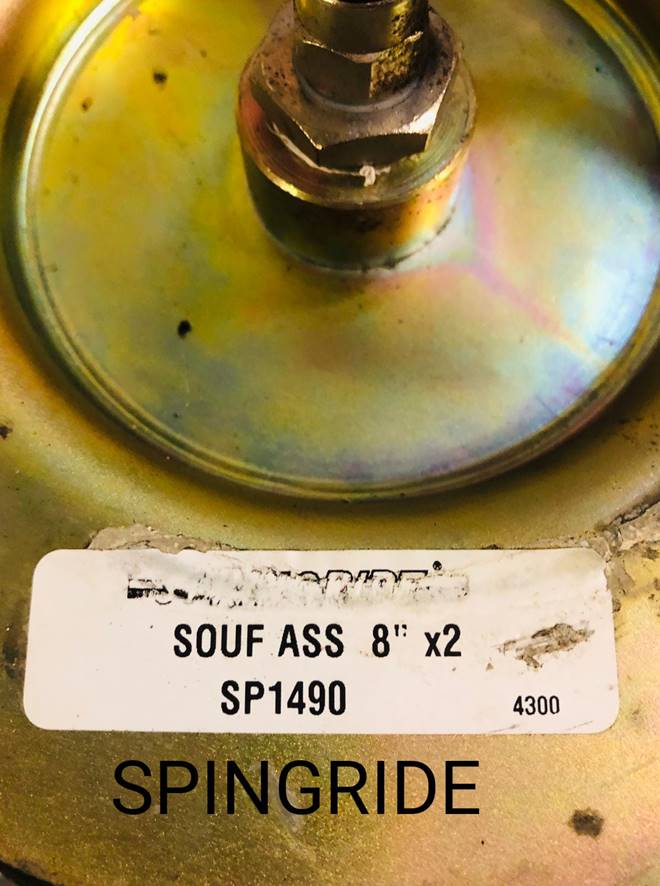 SOUF ASS 8" x2
SP1490 4300
SPINGRIDE